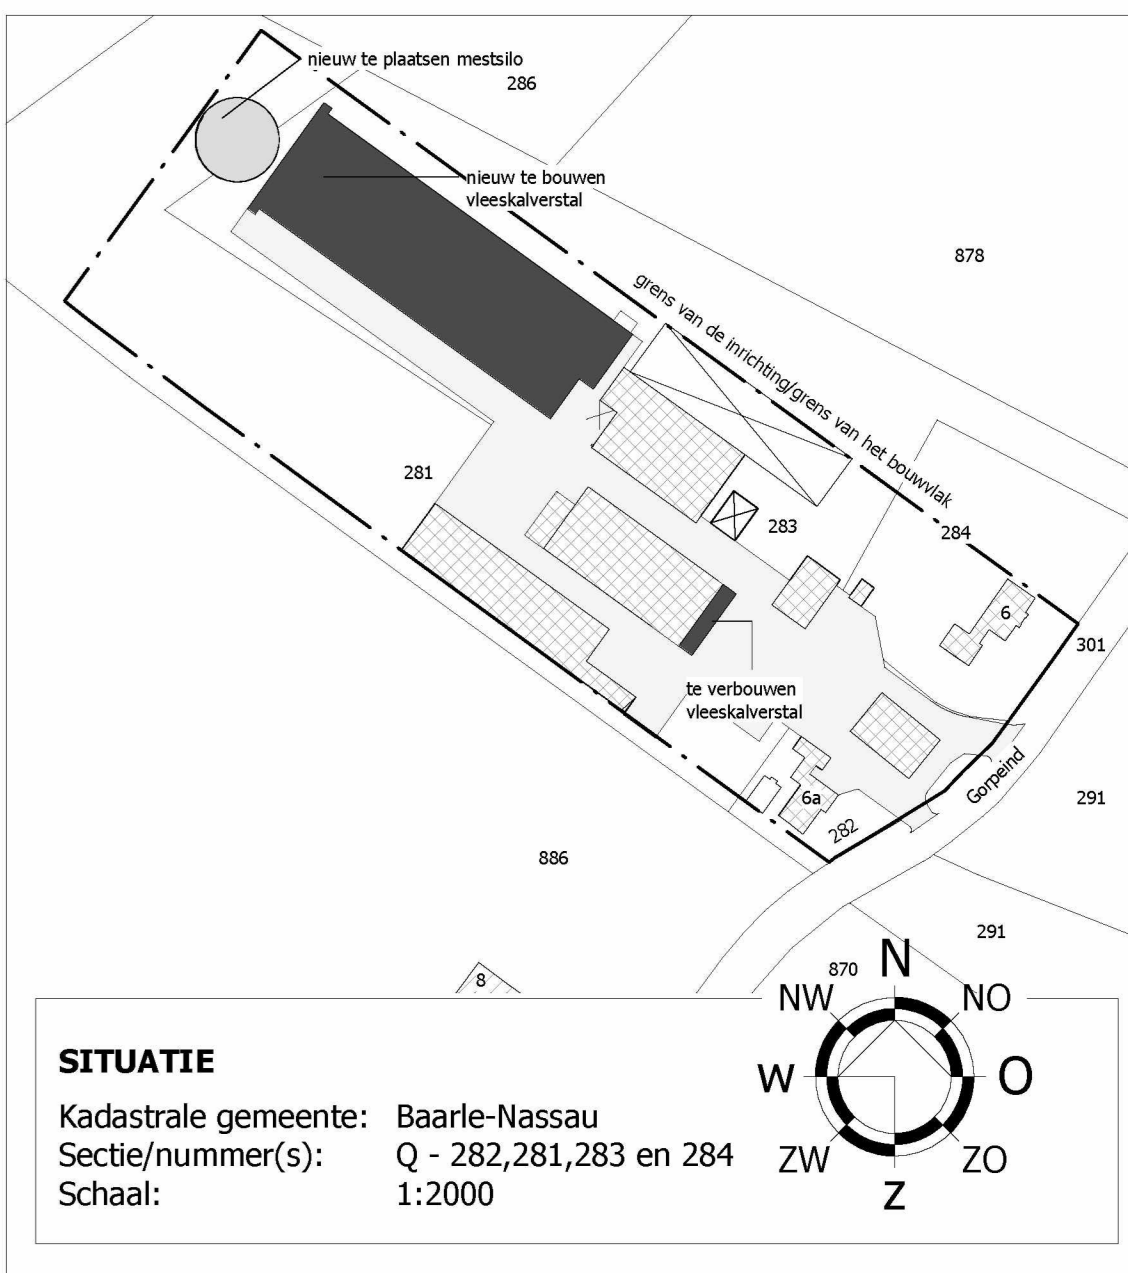 nieuw te plaatsen mestsilo
286
nieuw te bouwen
vleeskalverstal
878
grens van de inrichting/grens van het bouwvlak
281
283
284
6
301
te verbouwen
vleeskalverstal
Gorpeind
6a
282
291
886
291
870
8
N
NW
NO
W
O
ZW
ZO
Z
SITUATIE
Kadastrale gemeente: Baarle-Nassau
Sectie/nummer(s): Q - 282,281,283 en 284
Schaal: 1:2000